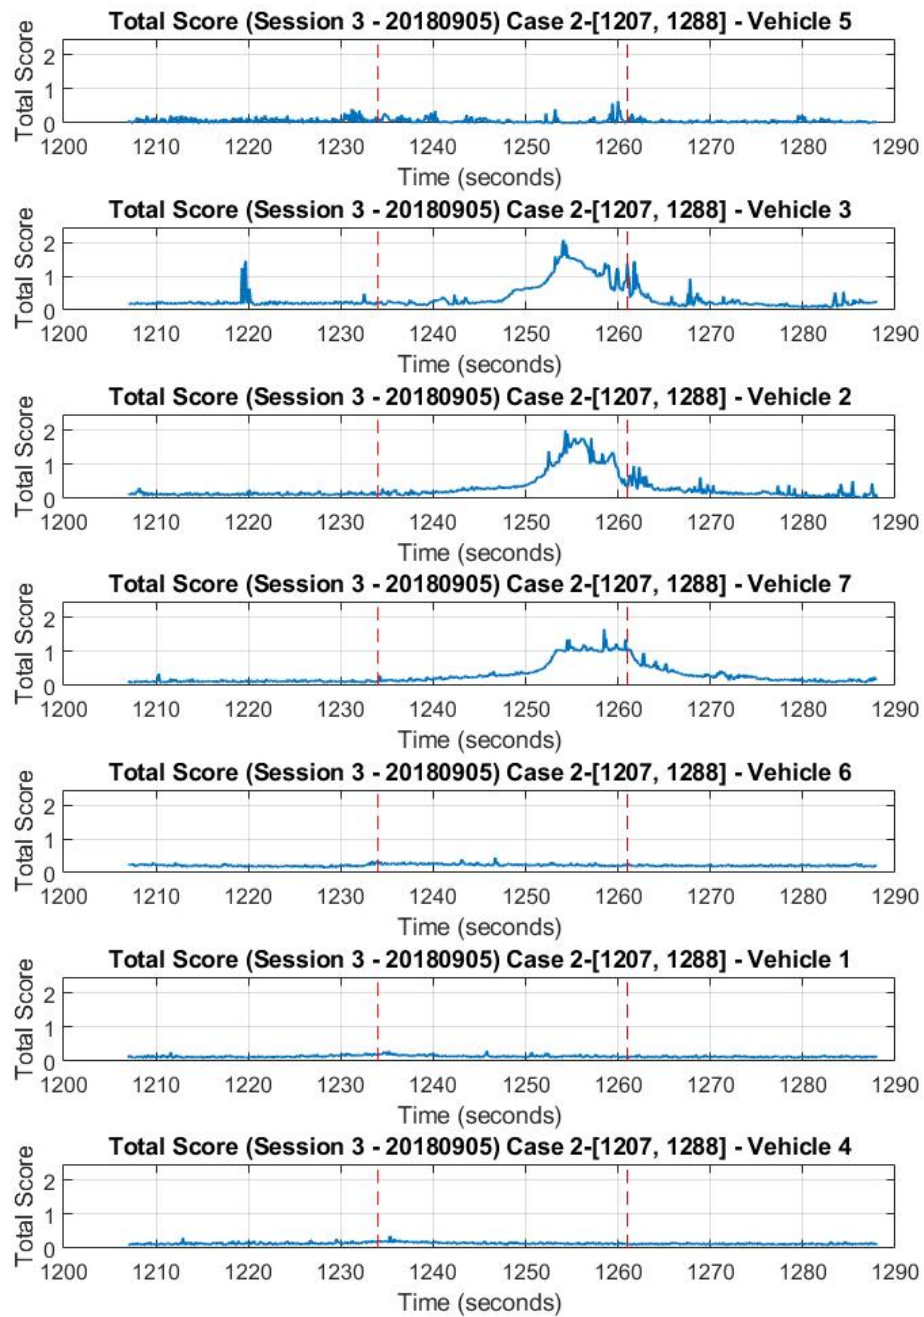 Total Score (Session 3 - 20180905) Case 2-[1207, 1288] - Vehicle 5
Total Score
2
1
0
1200 1210 1220 1230 1240 1250 1260 1270 1280 1290
Time (seconds)
Total Score (Session 3 - 20180905) Case 2-[1207, 1288] - Vehicle 3
Total Score
2
1
0
1200 1210 1220 1230 1240 1250 1260 1270 1280 1290
Time (seconds)
Total Score (Session 3 - 20180905) Case 2-[1207, 1288] - Vehicle 2
Total Score
2
1
0
1200 1210 1220 1230 1240 1250 1260 1270 1280 1290
Time (seconds)
Total Score (Session 3 - 20180905) Case 2-[1207, 1288] - Vehicle 7
Total Score
2
1
0
1200 1210 1220 1230 1240 1250 1260 1270 1280 1290
Time (seconds)
Total Score (Session 3 - 20180905) Case 2-[1207, 1288] - Vehicle 6
Total Score
2
1
0
1200 1210 1220 1230 1240 1250 1260 1270 1280 1290
Time (seconds)
Total Score (Session 3 - 20180905) Case 2-[1207, 1288] - Vehicle 1
Total Score
2
1
0
1200 1210 1220 1230 1240 1250 1260 1270 1280 1290
Time (seconds)
Total Score (Session 3 - 20180905) Case 2-[1207, 1288] - Vehicle 4
Total Score
2
1
0
1200 1210 1220 1230 1240 1250 1260 1270 1280 1290
Time (seconds)